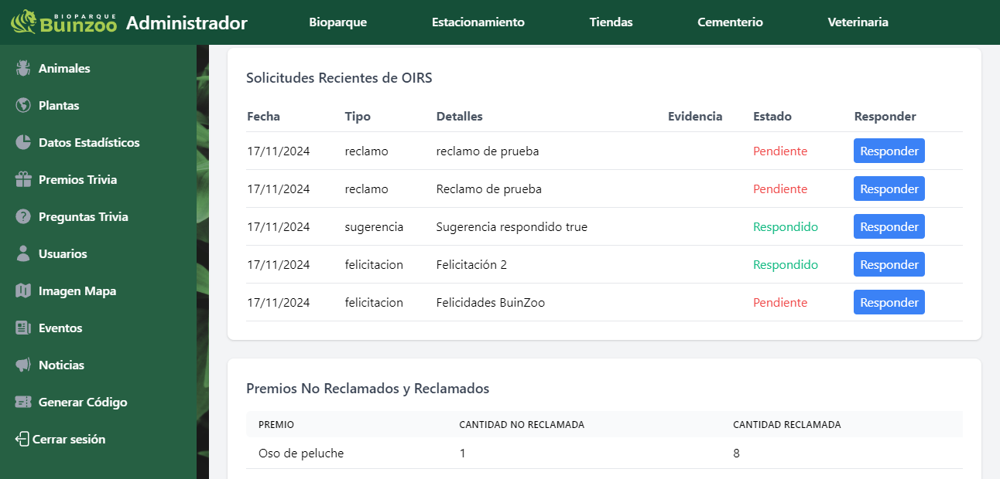 BIOPARQUE
Buinzoo Administrador Bioparque Estacionamiento Tiendas Cementerio Veterinaria
Animales
Plantas
Datos Estadísticos
Premios Trivia
Preguntas Trivia
Usuarios
Imagen Mapa
Eventos
Noticias
Generar Código
Cerrar sesión
Solicitudes Recientes de OIRS
Fecha Tipo Detalles Evidencia Estado Responder
17/11/2024 reclamo reclamo de prueba Pendiente Responder
17/11/2024 reclamo Reclamo de prueba Pendiente Responder
17/11/2024 sugerencia Sugerencia respondido true Respondido Responder
17/11/2024 felicitacion Felicitación 2 Respondido Responder
17/11/2024 felicitacion Felicidades BuinZoo Pendiente Responder
Premios No Reclamados y Reclamados
PREMIO CANTIDAD NO RECLAMADA CANTIDAD RECLAMADA
Oso de peluche 1 8